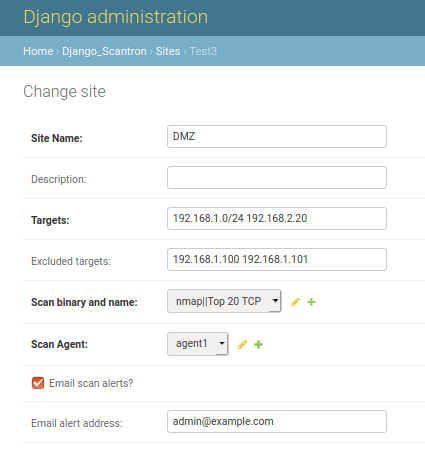 Django administration
Home › Django_Scantron › Sites › Test3
Change site
Site Name: DMZ
Description:
Targets: 192.168.1.0/24 192.168.2.20
Excluded targets: 192.168.1.100 192.168.1.101
Scan binary and name: nmap||Top 20 TCP
Scan Agent: agent1
Email scan alerts?
Email alert address: admin@example.com